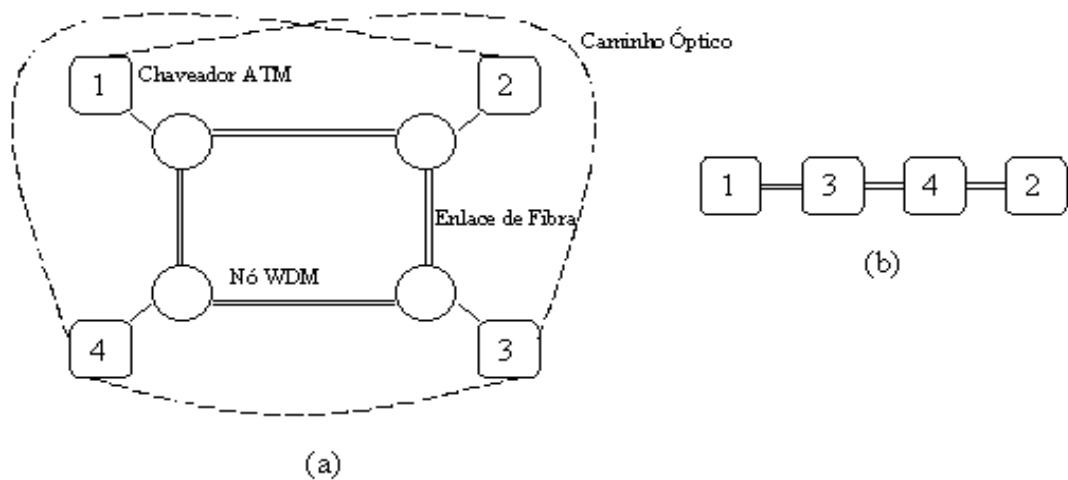 Caminho Óptico
1
Chaveador ATM
2
1 3 4 2
Enlace de Fibra
(b)
Nó WDM
4
3
(a)